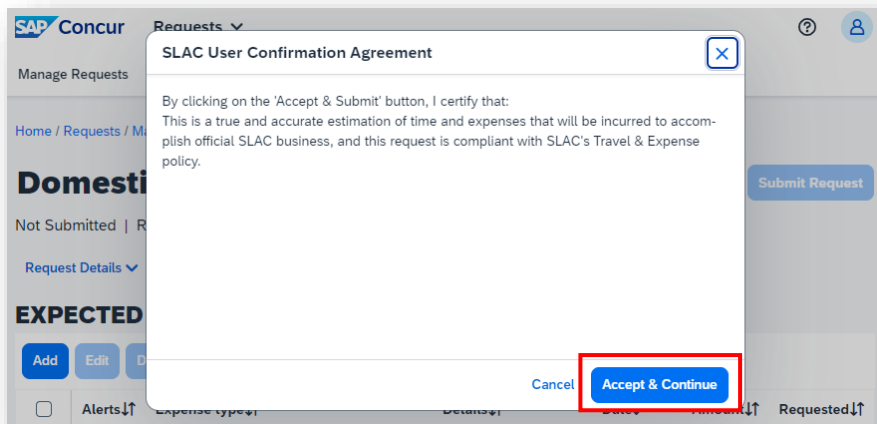 SAP Concur Requests
SLAC User Confirmation Agreement
Manage Requests
By clicking on the 'Accept & Submit' button, I certify that:
This is a true and accurate estimation of time and expenses that will be incurred to accom-
plish official SLAC business, and this request is compliant with SLAC's Travel & Expense
policy.
Home / Requests /
Domesti
Submit Request
Not Submitted | R
Request Details
EXPECTED
Add Edit D
Cancel Accept & Continue
Alerts Expense type Details Date Amount Requested